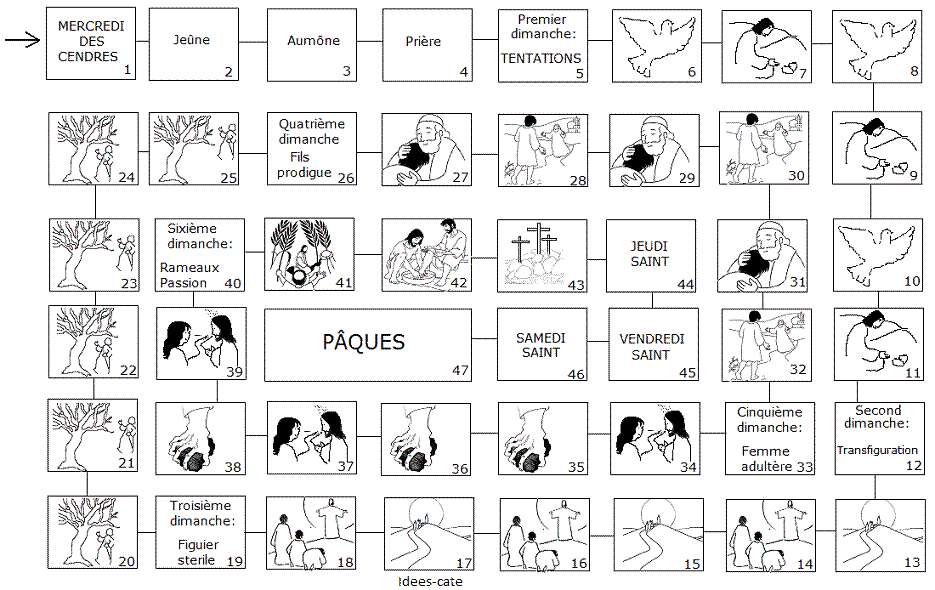 MERCREDI
DES
CENDRES
1
Jeûne
2
Aumône
3
Prière
4
Premier
dimanche:
TENTATIONS
5
6
7
8
24
25
Quatrième
dimanche
Fils
prodigue 26
27
28
29
30
9
23
Sixième
dimanche:
Rameaux
Passion 40
41
42
43
JEUDI
SAINT
44
31
10
22
39
PÂQUES
47
SAMEDI
SAINT
46
VENDREDI
SAINT
45
32
11
21
38
37
36
35
34
Cinquième
dimanche:
Femme
adultère 33
Second
dimanche:
Transfiguration
12
20
Troisième
dimanche:
Figuier
sterile 19
18
17
16
15
14
13
Idees-cate